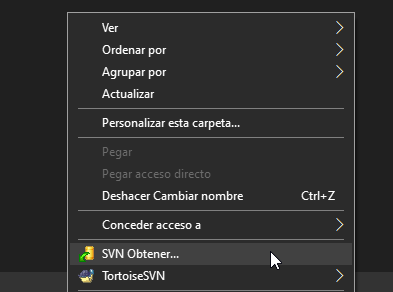 Ver
Ordenar por
Agrupar por
Actualizar
Personalizar esta carpeta...
Pegar
Pegar acceso directo
Deshacer Cambiar nombre Ctrl+Z
Conceder acceso a
SVN Obtener...
TortoiseSVN